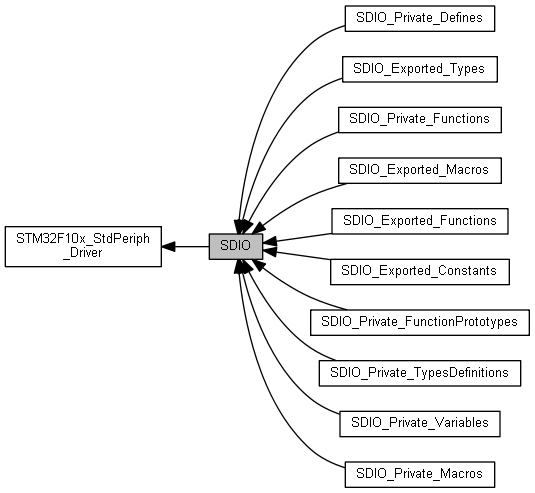 SDIO_Private_Defines
SDIO_Exported_Types
SDIO_Private_Functions
SDIO_Exported_Macros
SDIO_Exported_Functions
STM32F10x_StdPeriph
_Driver
SDIO
SDIO_Exported_Constants
SDIO_Private_FunctionPrototypes
SDIO_Private_TypesDefinitions
SDIO_Private_Variables
SDIO_Private_Macros